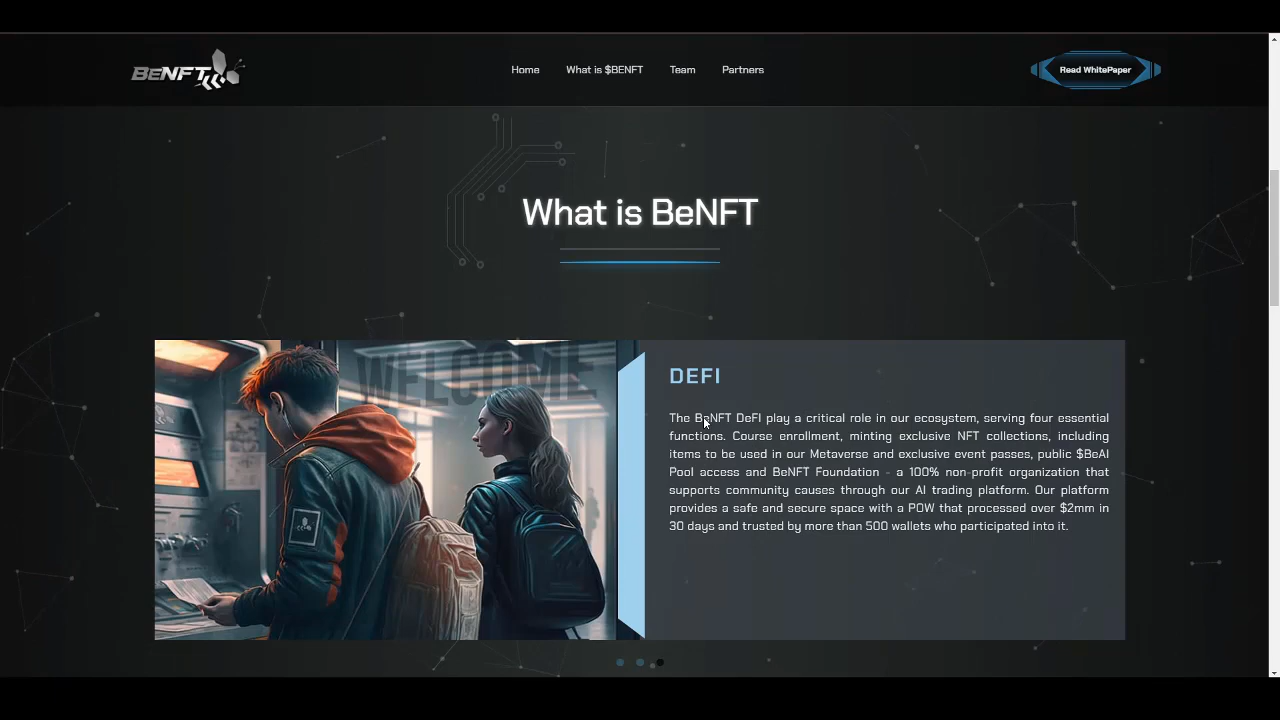 BENFT
Home
What is $BENFT
Team
Partners
Read WhitePaper
What is BeNFT
WELCOME
DEFI
The BeNFT DeFI play a critical role in our ecosystem, serving four essential
functions. Course enrollment, minting exclusive NFT collections, including
items to be used in our Metaverse and exclusive event passes, public $BeAI
Pool access and BeNFT Foundation - a 100% non-profit organization that
supports community causes through our AI trading platform. Our platform
provides a safe and secure space with a POW that processed over $2mm in
30 days and trusted by more than 500 wallets who participated into it.